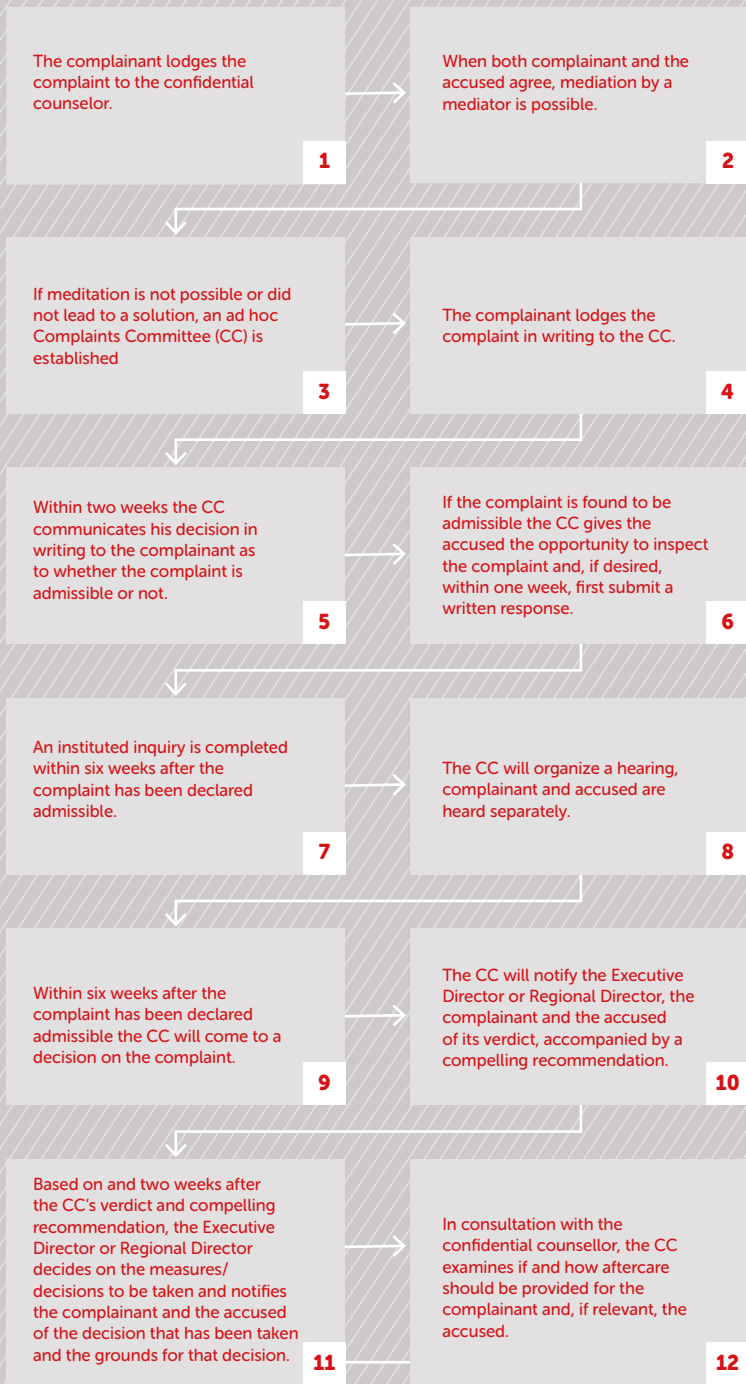 The complainant lodges the
complaint to the confidential
counselor.
1
When both complainant and the
accused agree, mediation by a
mediator is possible.
2
If meditation is not possible or did
not lead to a solution, an ad hoc
Complaints Committee (CC) is
established
3
The complainant lodges the
complaint in writing to the CC.
4
Within two weeks the CC
communicates his decision in
writing to the complainant as
to whether the complaint is
admissible or not.
5
If the complaint is found to be
admissible the CC gives the
accused the opportunity to inspect
the complaint and, if desired,
within one week, first submit a
written response.
6
An instituted inquiry is completed
within six weeks after the
complaint has been declared
admissible.
7
The CC will organize a hearing,
complainant and accused are
heard separately.
8
Within six weeks after the
complaint has been declared
admissible the CC will come to a
decision on the complaint.
9
The CC will notify the Executive
Director or Regional Director, the
complainant and the accused
of its verdict, accompanied by a
compelling recommendation.
10
Based on and two weeks after
the CC's verdict and compelling
recommendation, the Executive
Director or Regional Director
decides on the measures/
decisions to be taken and notifies
the complainant and the accused
of the decision that has been taken
and the grounds for that decision.
11
In consultation with the
confidential counsellor, the CC
examines if and how aftercare
should be provided for the
complainant and, if relevant, the
accused.
12